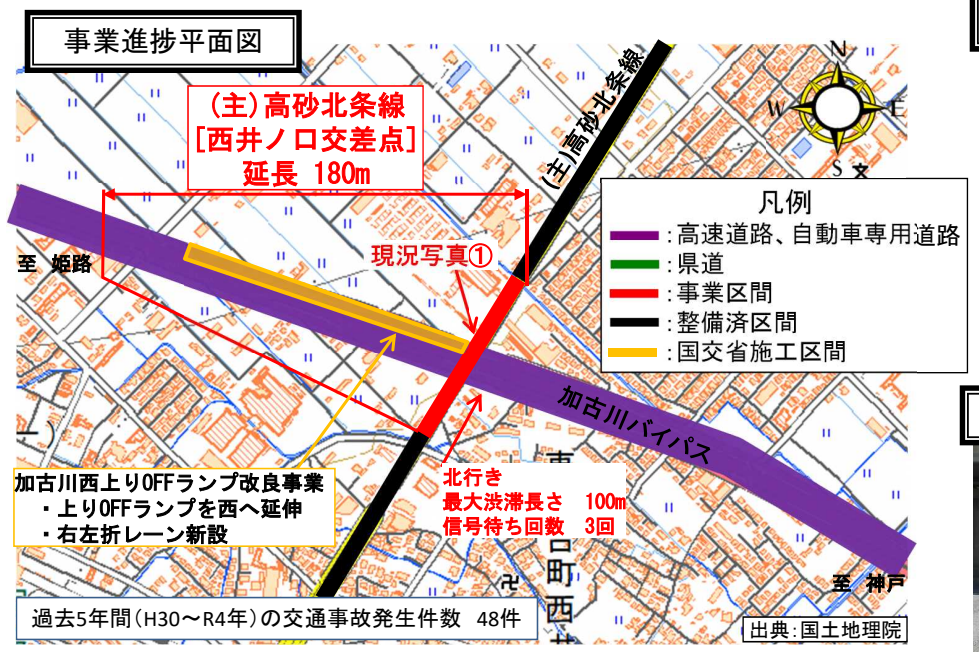 事業進捗平面図
(主)高砂北条線
[西井ノ口交差点]
延長 180m
(主)高砂北条線
N
W
E
S
凡例
:高速道路、自動車専用道路
:県道
:事業区間
:整備済区間
:国交省施工区間
至 姫路
現況写真①
加古川バイパス
加古川西上りOFFランプ改良事業
・上りOFFランプを西へ延伸
・右左折レーン新設
北行き
最大渋滞長さ 100m
信号待ち回数 3回
町西
至 神戸
過去5年間(H30~R4年)の交通事故発生件数 48件
出典:国土地理院